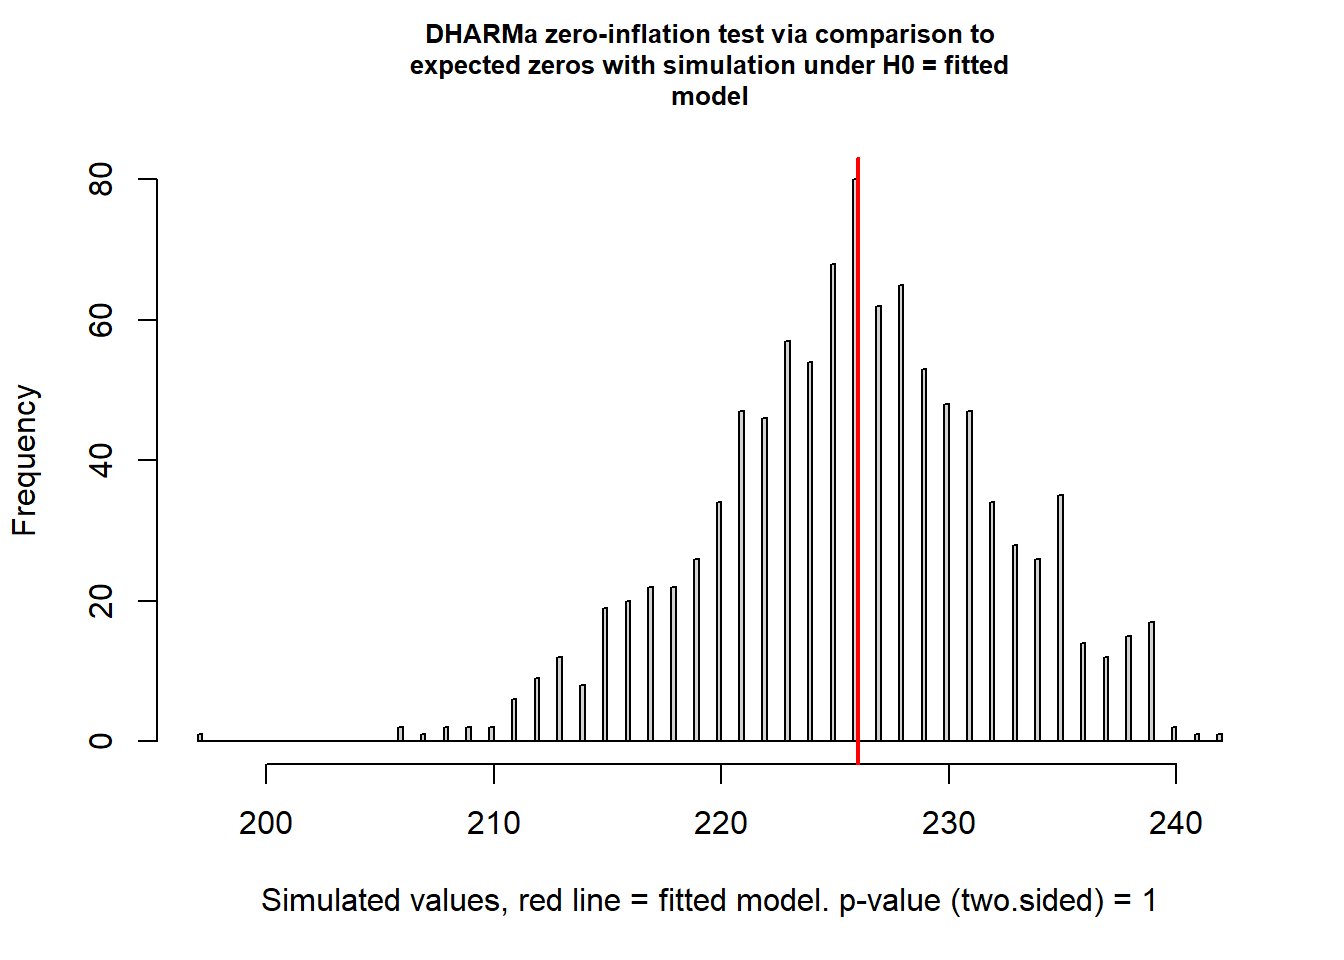 DHARMa zero-inflation test via comparison to
expected zeros with simulation under H0 = fitted
model
80
60
40
20
0
Frequency
200 210 220 230 240
Simulated values, red line = fitted model. p-value (two.sided) = 1